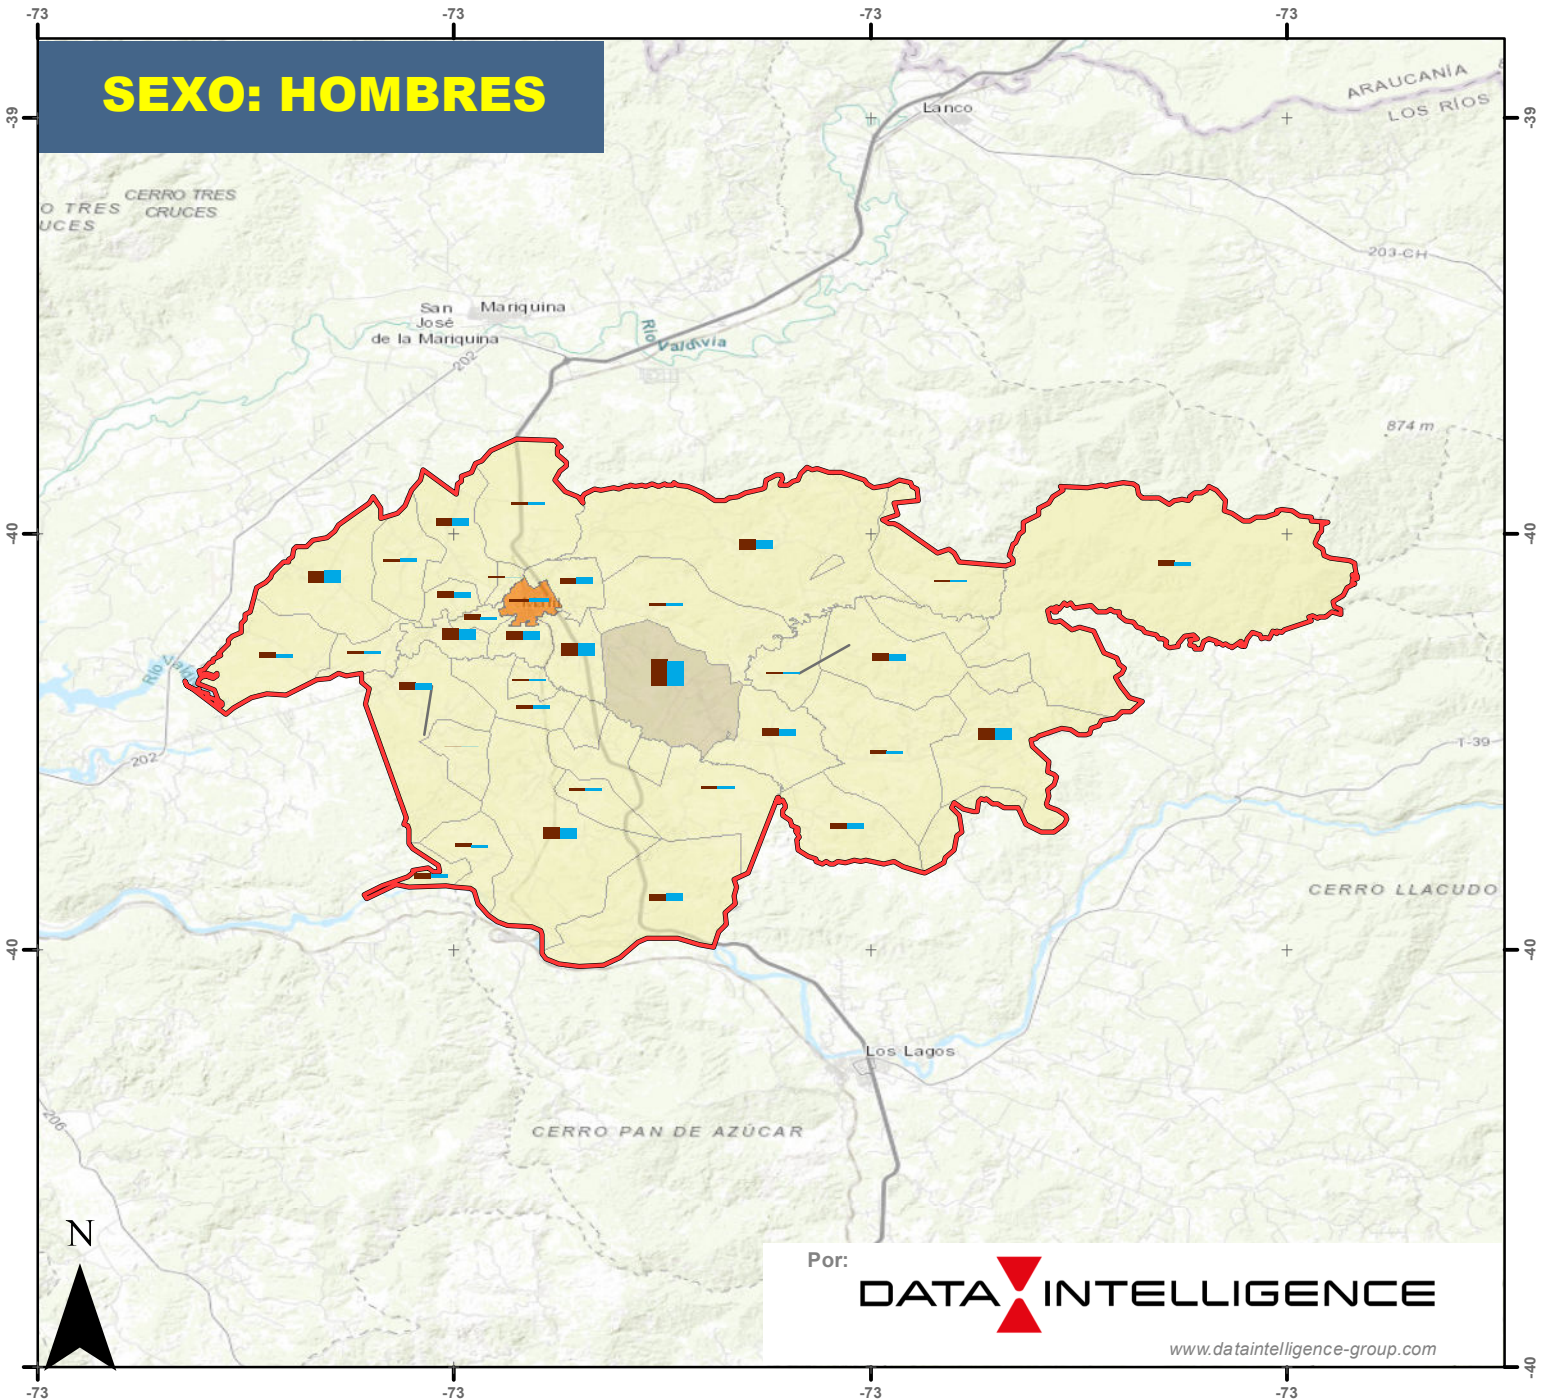 -73 -73 -73 -73
SEXO: HOMBRES
ARAUCANÍA
LOS RÍOS
Lanco
-39 -39
CERRO TRES
CRUCES
O TRES
UCES
203-CH
San
José
de la Mariquina
Mariquina
Río Valdivia
202
874 m
-40 -40
Río
202
T-39
CERRO LLACUDO
-40 -40
Los Lagos
206
CERRO PAN DE AZÚCAR
N
Por:
DATA INTELLIGENCE
www.dataintelligence-group.com
-40
-73 -73 -73 -73